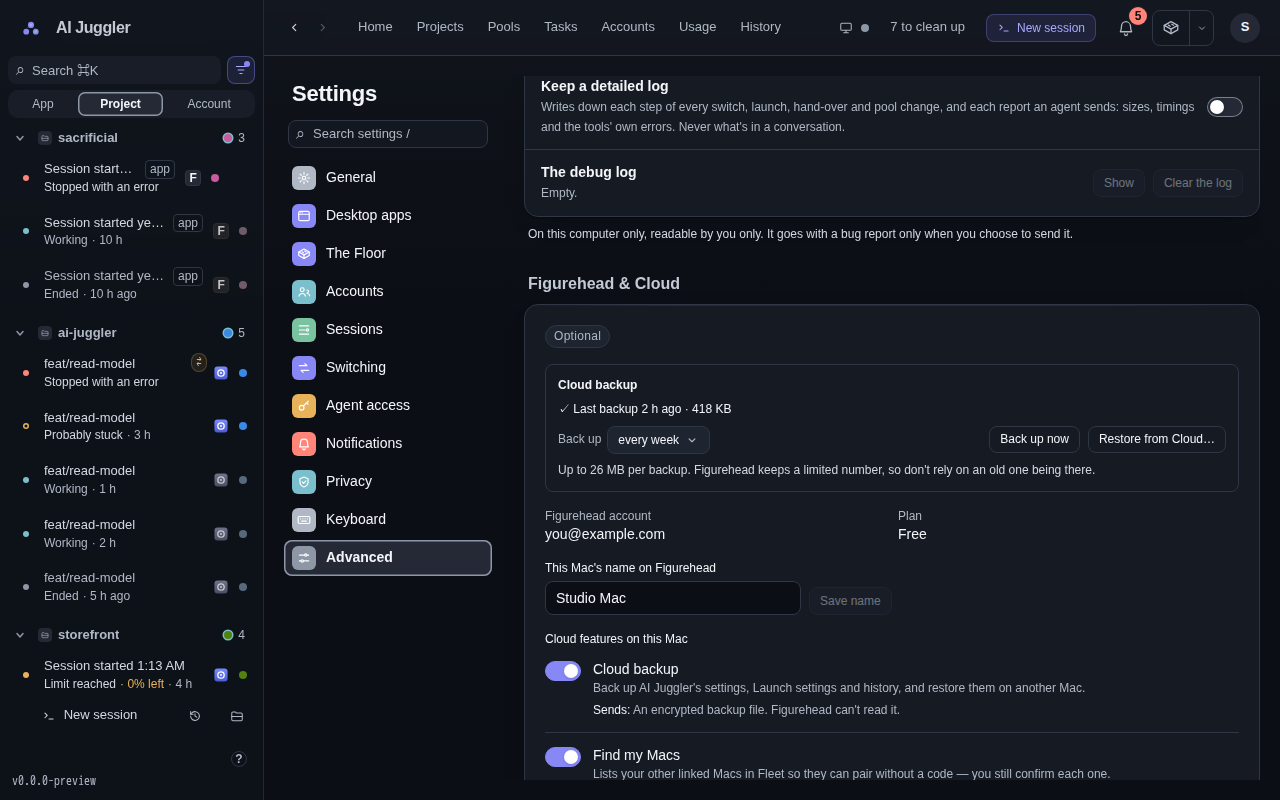 AI Juggler
Search ⌘K
App Project Account
sacrificial 3
Session start… app F
Stopped with an error
Session started ye… app F
Working · 10 h
Session started ye… app F
Ended · 10 h ago
ai-juggler 5
feat/read-model
Stopped with an error
feat/read-model
Probably stuck · 3 h
feat/read-model
Working · 1 h
feat/read-model
Working · 2 h
feat/read-model
Ended · 5 h ago
storefront 4
Session started 1:13 AM
Limit reached · 0% left · 4 h
New session
?
v0.0.0-preview
Home Projects Pools Tasks Accounts Usage History
7 to clean up
New session
5
S
Settings
Search settings /
General
Desktop apps
The Floor
Accounts
Sessions
Switching
Agent access
Notifications
Privacy
Keyboard
Advanced
Keep a detailed log
Writes down each step of every switch, launch, hand-over and pool change, and each report an agent sends: sizes, timings
and the tools' own errors. Never what's in a conversation.
The debug log
Empty.
Show Clear the log
On this computer only, readable by you only. It goes with a bug report only when you choose to send it.
Figurehead & Cloud
Optional
Cloud backup
✓ Last backup 2 h ago · 418 KB
Back up every week
Back up now Restore from Cloud…
Up to 26 MB per backup. Figurehead keeps a limited number, so don't rely on an old one being there.
Figurehead account Plan
you@example.com Free
This Mac's name on Figurehead
Studio Mac Save name
Cloud features on this Mac
Cloud backup
Back up AI Juggler's settings, Launch settings and history, and restore them on another Mac.
Sends: An encrypted backup file. Figurehead can't read it.
Find my Macs
Lists your other linked Macs in Fleet so they can pair without a code — you still confirm each one.